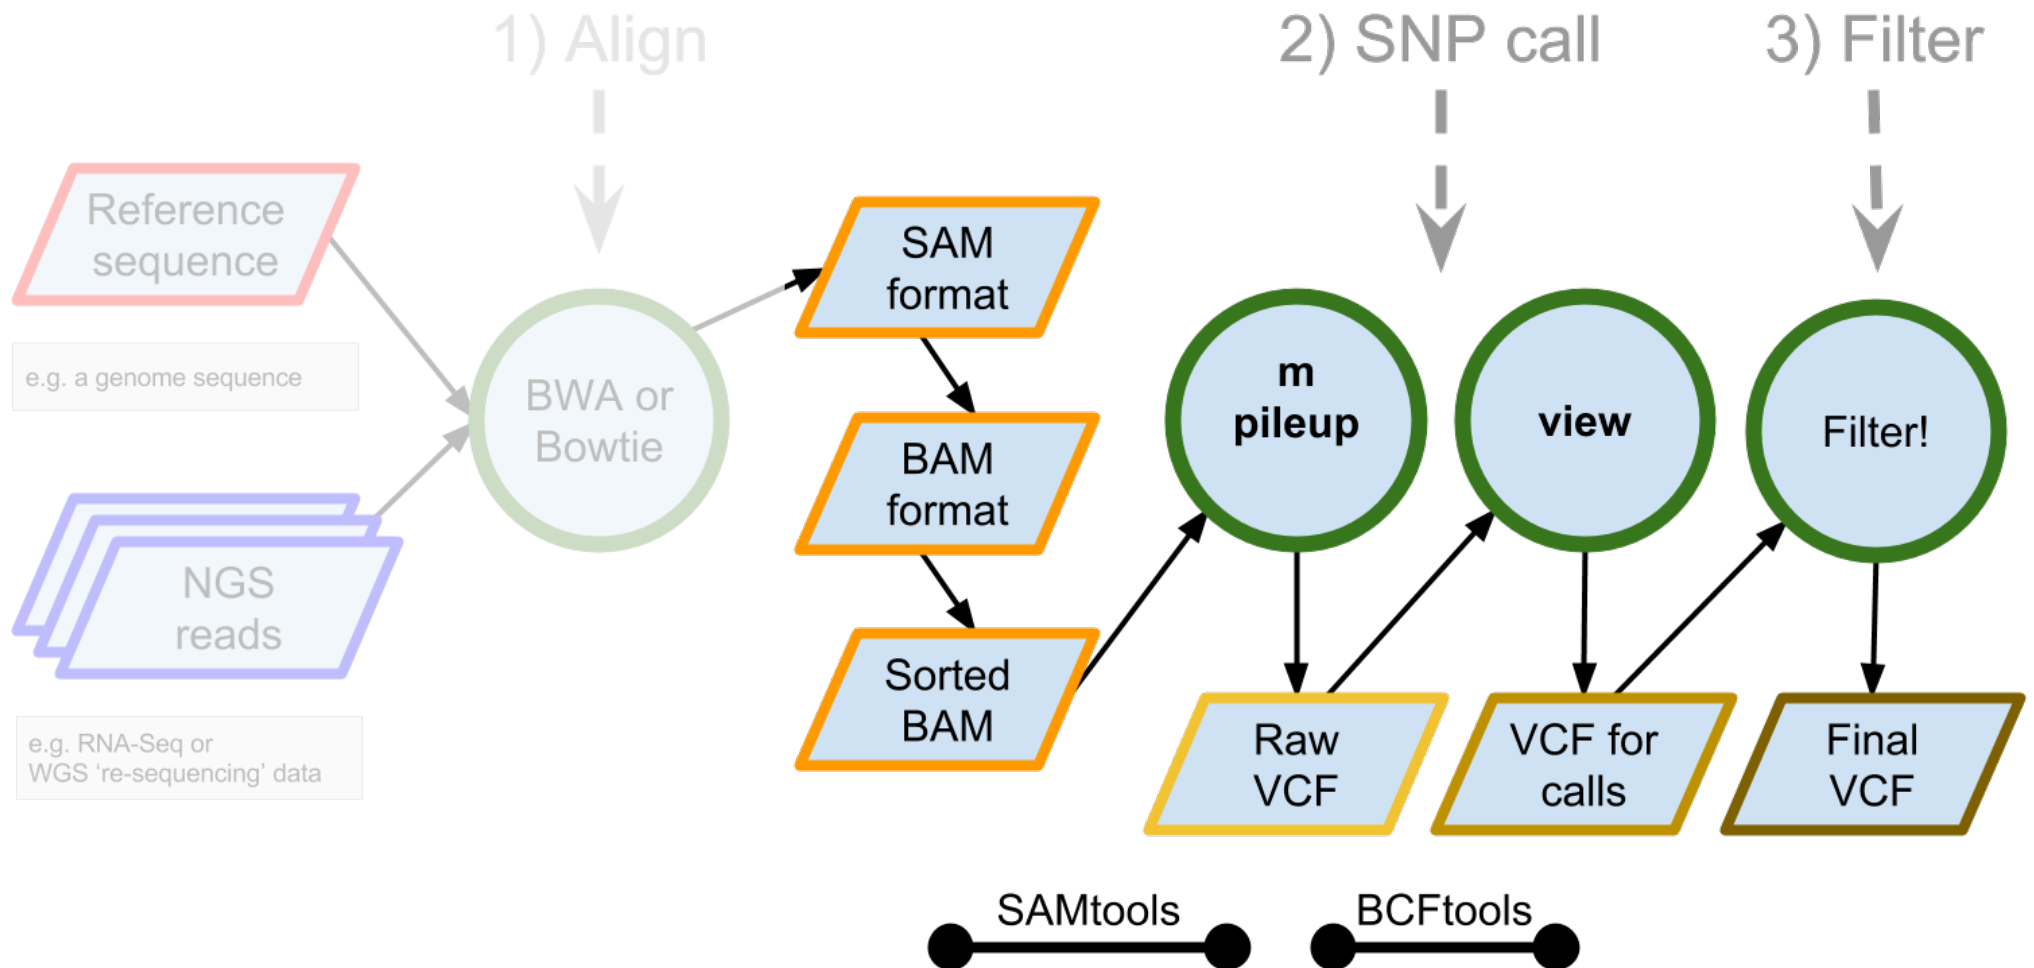 1) Align
2) SNP call
3) Filter
Reference
sequence
e.g. a genome sequence
NGS
reads
e.g. RNA-Seq or
WGS ‘re-sequencing’ data
BWA or
Bowtie
SAM
format
BAM
format
Sorted
BAM
m
pileup
Raw
VCF
view
VCF for
calls
Filter!
Final
VCF
SAMtools
BCFtools